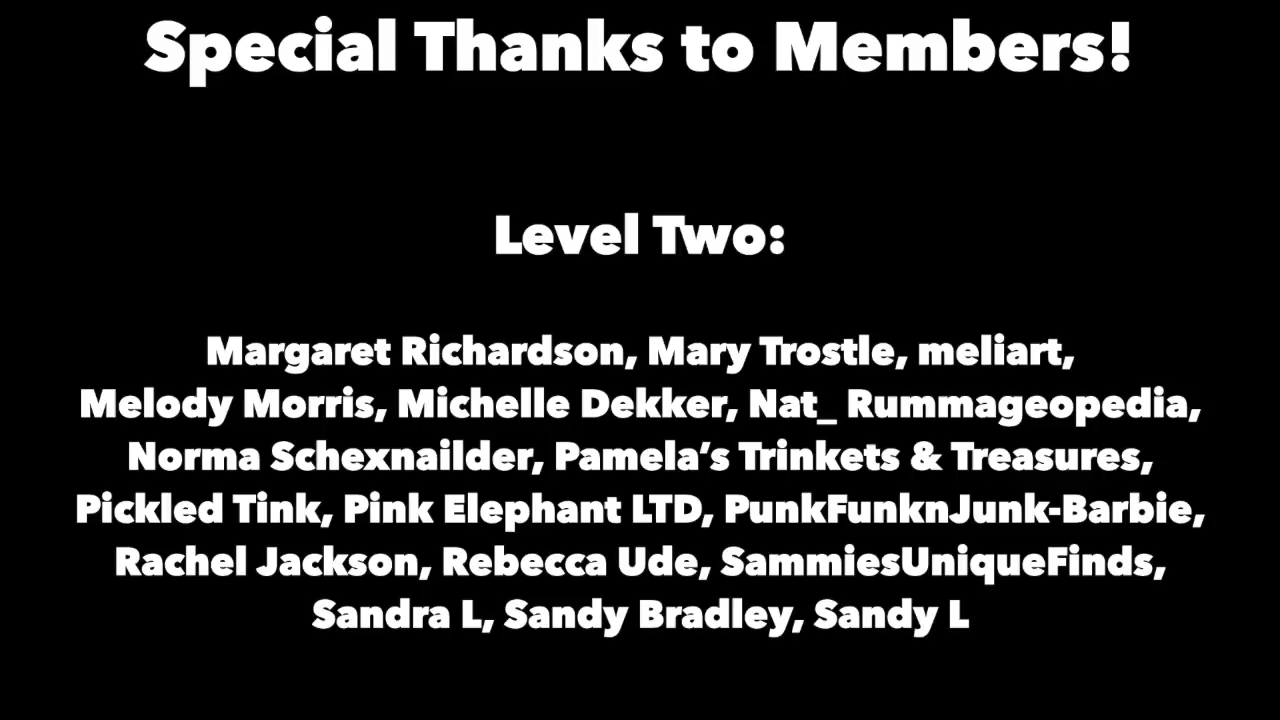 Special Thanks to Members!
Level Two:
Margaret Richardson, Mary Trostle, meliart,
Melody Morris, Michelle Dekker, Nat_ Rummageopedia,
Norma Schexnailder, Pamela’s Trinkets & Treasures,
Pickled Tink, Pink Elephant LTD, PunkFunknJunk-Barbie,
Rachel Jackson, Rebecca Ude, SammiesUniqueFinds,
Sandra L, Sandy Bradley, Sandy L